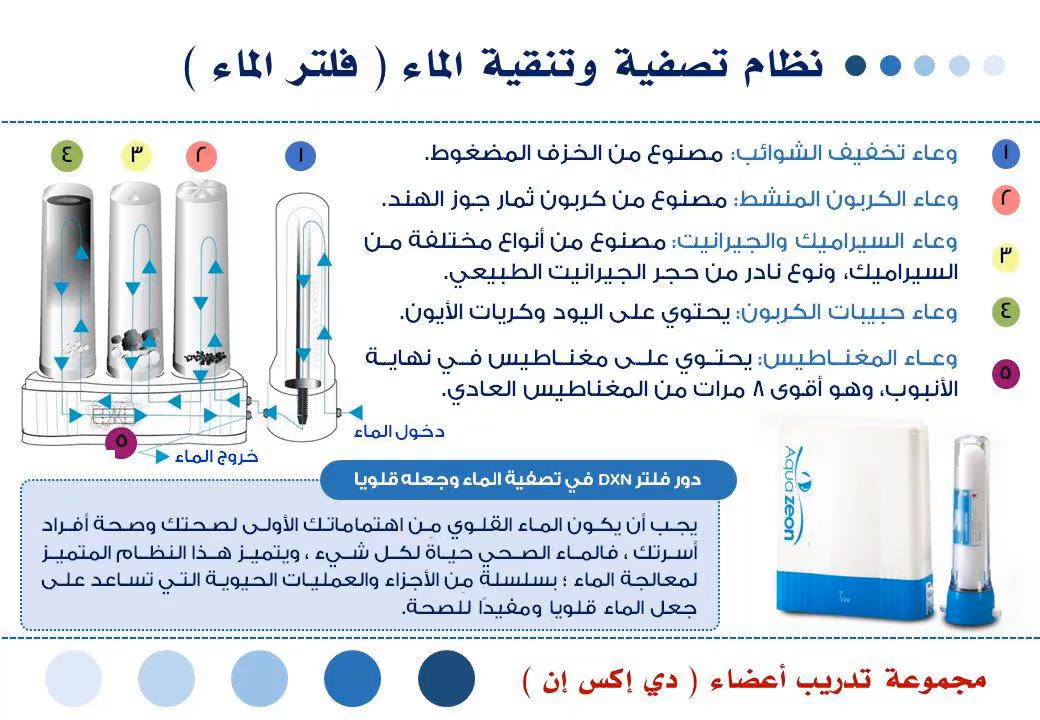 نظام تصفية وتنقية الماء ( فلتر الماء )
١ وعاء تخفيف الشوائب: مصنوع من الخزف المضغوط.
٢ وعاء الكربون المنشط: مصنوع من كربون ثمار جوز الهند.
٣ وعاء السيراميك والجيرانيت: مصنوع من أنواع مختلفة من
السيراميك، ونوع نادر من حجر الجيرانيت الطبيعي.
٤ وعاء حبيبات الكربون: يحتوي على اليود وكريات الأيون.
٥ وعاء المغناطيس: يحتوي على مغناطيس في نهاية
الأنبوب، وهو أقوى ٨ مرات من المغناطيس العادي.
١
٢
٣
٤
٥
دخول الماء
خروج الماء
Aqua zeon
دور فلتر DXN في تصفية الماء وجعله قلويا
يجب أن يكون الماء القلوي مِن اهتماماتك الأولى لصحتك وصحة أفراد
أسرتك ، فالماء الصحي حياة لكل شيء ، ويتميز هذا النظام المتميز
لمعالجة الماء ؛ بسلسلة مِن الأجزاء والعمليات الحيوية التي تساعد على
جعل الماء قلويا ومفيدًا للصحة.
مجموعة تدريب أعضاء ( دي إكس إن )